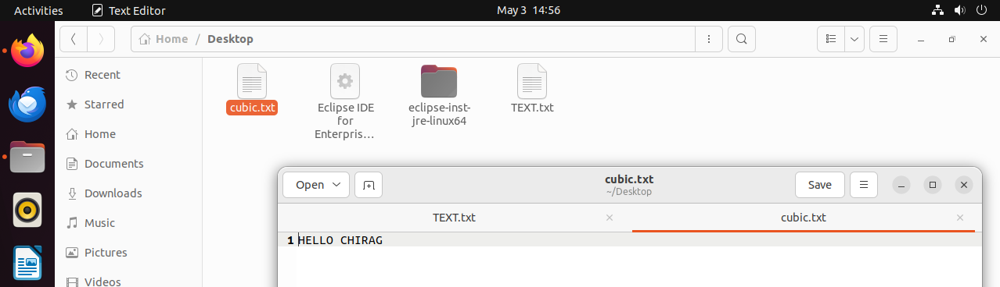 Activities Text Editor May 3 14:56
Home / Desktop
Recent
Starred
Home
Documents
Downloads
Music
Pictures
Videos
cubic.txt
Eclipse IDE
for
Enterpris...
eclipse-inst-
jre-linux64
TEXT.txt
Open
cubic.txt
~/Desktop
Save
TEXT.txt
cubic.txt
1 HELLO CHIRAG